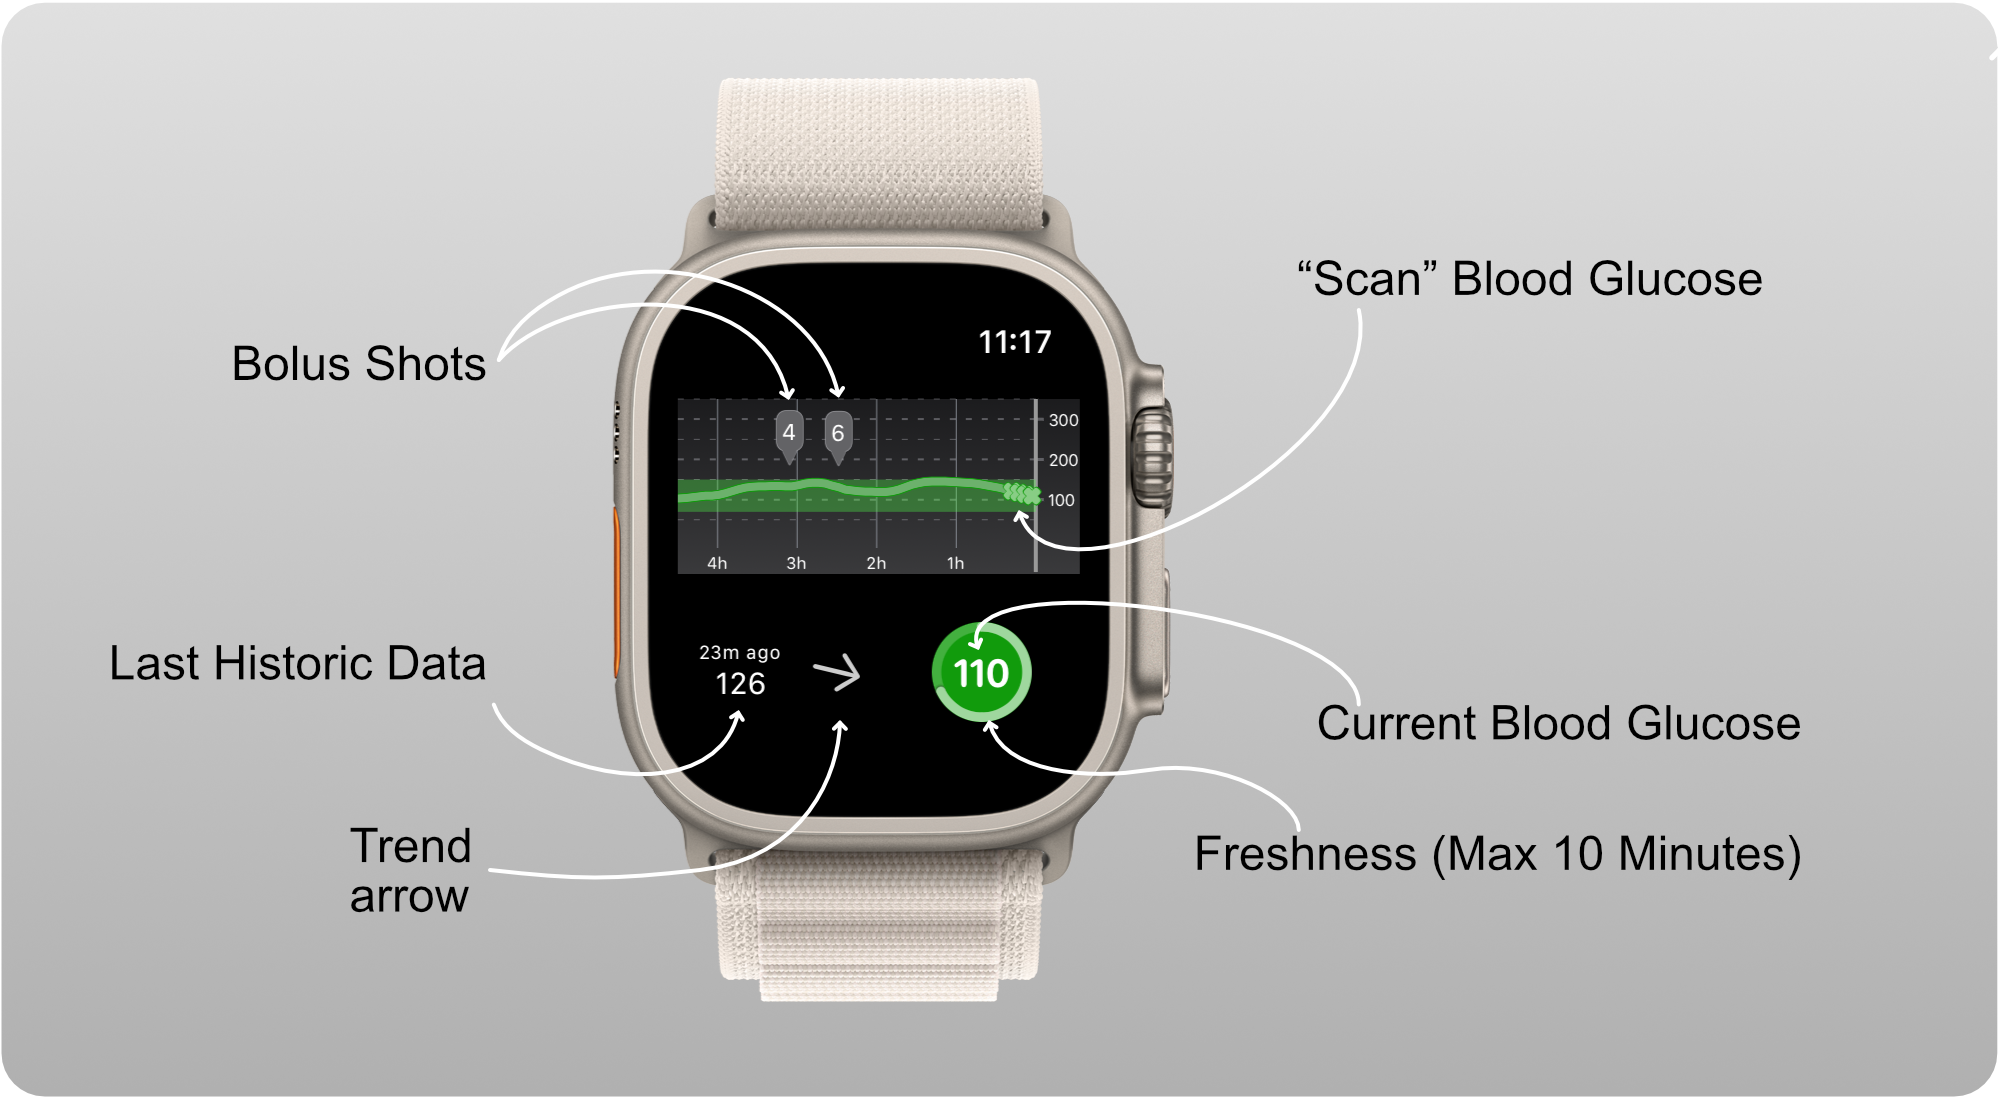 “Scan” Blood Glucose
Bolus Shots
11:17
4
6
300
200
100
4h
3h
2h
1h
Last Historic Data
23m ago
126
110
Current Blood Glucose
Trend
arrow
Freshness (Max 10 Minutes)